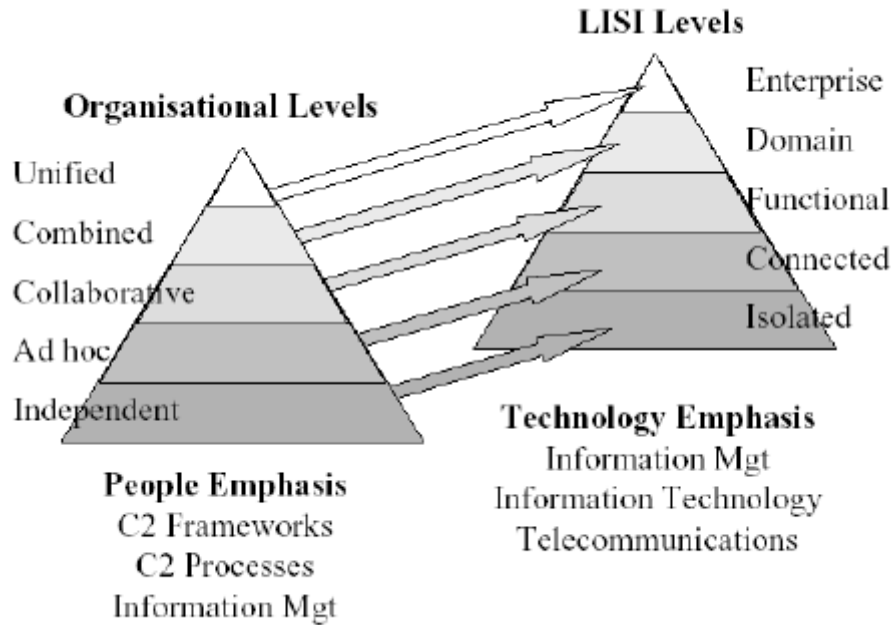 LISI Levels
Organisational Levels
Enterprise
Domain
Functional
Connected
Isolated
Unified
Combined
Collaborative
Ad hoc
Independent
People Emphasis
C2 Frameworks
C2 Processes
Information Mgt
Technology Emphasis
Information Mgt
Information Technology
Telecommunications